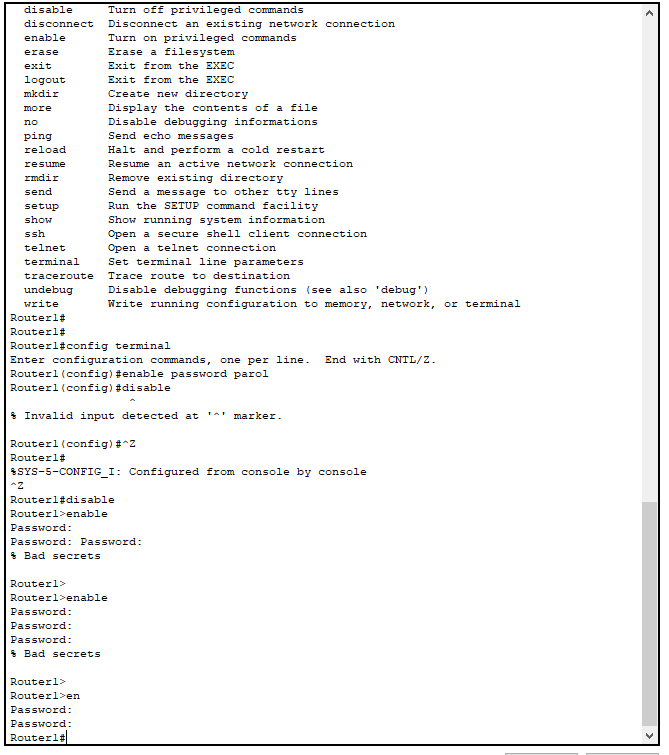 disable     Turn off privileged commands
disconnect  Disconnect an existing network connection
enable      Turn on privileged commands
erase       Erase a filesystem
exit        Exit from the EXEC
logout      Exit from the EXEC
mkdir       Create new directory
more        Display the contents of a file
no          Disable debugging informations
ping        Send echo messages
reload      Halt and perform a cold restart
resume      Resume an active network connection
rmdir       Remove existing directory
send        Send a message to other tty lines
setup       Run the SETUP command facility
show        Show running system information
ssh         Open a secure shell client connection
telnet      Open a telnet connection
terminal    Set terminal line parameters
traceroute  Trace route to destination
undebug     Disable debugging functions (see also 'debug')
write       Write running configuration to memory, network, or terminal
Router1#
Router1#
Router1#config terminal
Enter configuration commands, one per line.  End with CNTL/Z.
Router1(config)#enable password parol
Router1(config)#disable
^
% Invalid input detected at '^' marker.

Router1(config)#^Z
Router1#
%SYS-5-CONFIG_I: Configured from console by console
^Z
Router1#disable
Router1>enable
Password:
Password: Password:
% Bad secrets

Router1>
Router1>enable
Password:
Password:
Password:
% Bad secrets

Router1>
Router1>en
Password:
Password:
Router1#